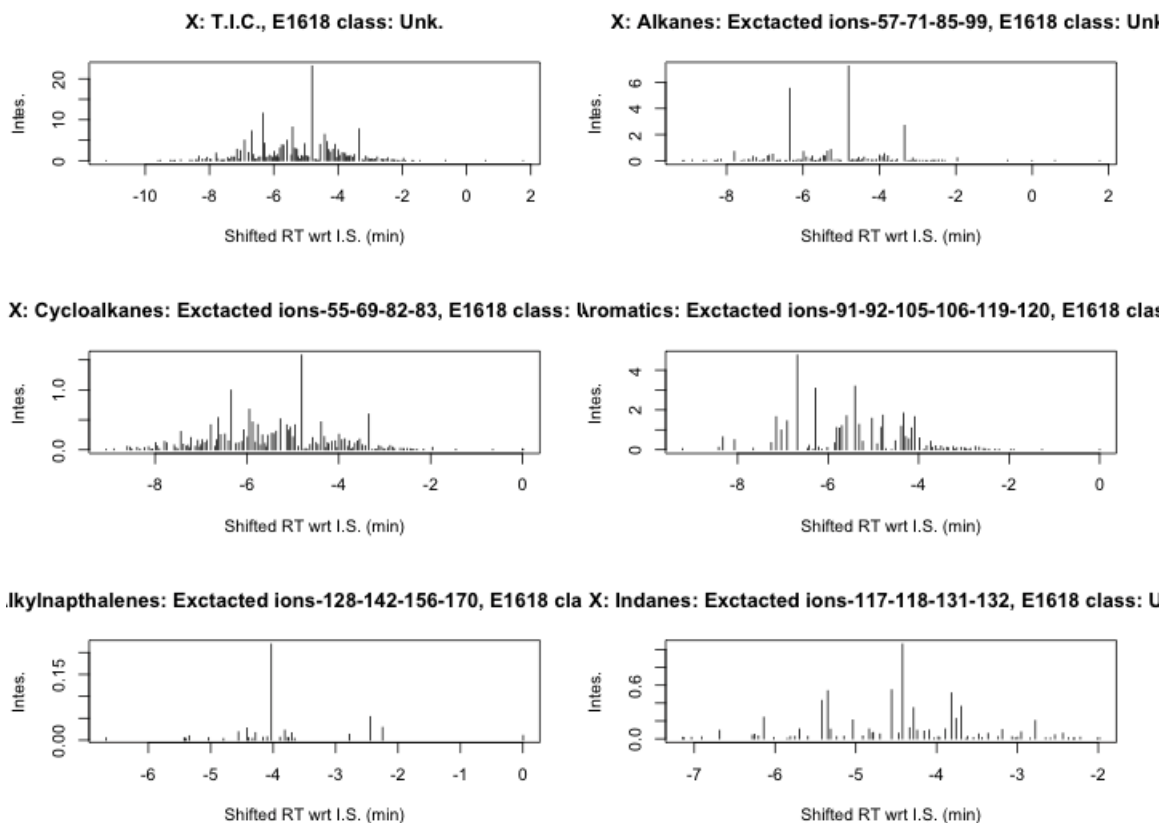 X: T.I.C., E1618 class: Unk.
Intes.
0 10 20
-10 -8 -6 -4 -2 0 2
Shifted RT wrt I.S. (min)
X: Alkanes: Exctacted ions-57-71-85-99, E1618 class: Unk
Intes.
0 2 4 6
-8 -6 -4 -2 0 2
Shifted RT wrt I.S. (min)
X: Cycloalkanes: Exctacted ions-55-69-82-83, E1618 class: U
Intes.
0.0 1.0
-8 -6 -4 -2 0
Shifted RT wrt I.S. (min)
Aromatics: Exctacted ions-91-92-105-106-119-120, E1618 clas
Intes.
0 2 4
-8 -6 -4 -2 0
Shifted RT wrt I.S. (min)
lkylnapthalenes: Exctacted ions-128-142-156-170, E1618 cla
Intes.
0.00 0.15
-6 -5 -4 -3 -2 -1 0
Shifted RT wrt I.S. (min)
X: Indanes: Exctacted ions-117-118-131-132, E1618 class: U
Intes.
0.0 0.6
-7 -6 -5 -4 -3 -2
Shifted RT wrt I.S. (min)